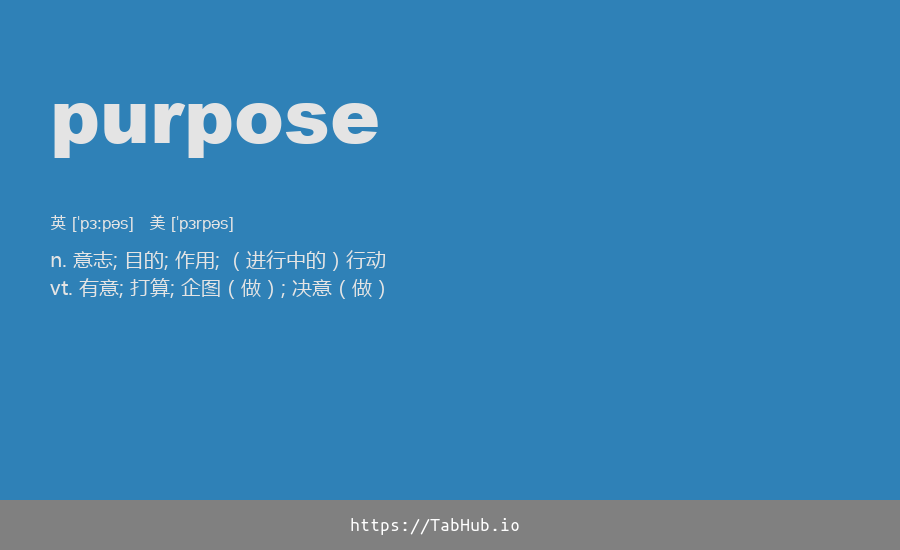 purpose
英 [ˈpɜːpəs] 美 [ˈpɜrpəs]
n. 意志; 目的; 作用; （进行中的）行动
vt. 有意; 打算; 企图（做）; 决意（做）
https://TabHub.io